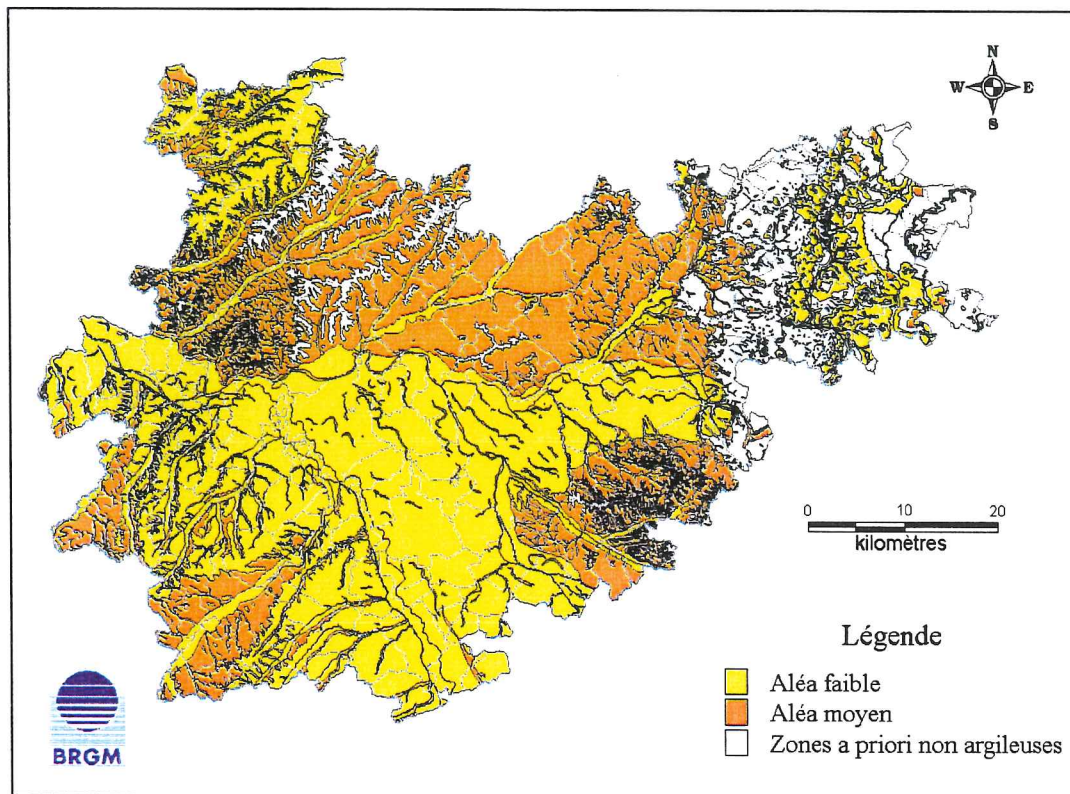 N
W E
S
0 10 20
kilomètres
Légende
Aléa faible
Aléa moyen
Zones a priori non argileuses
BRGM